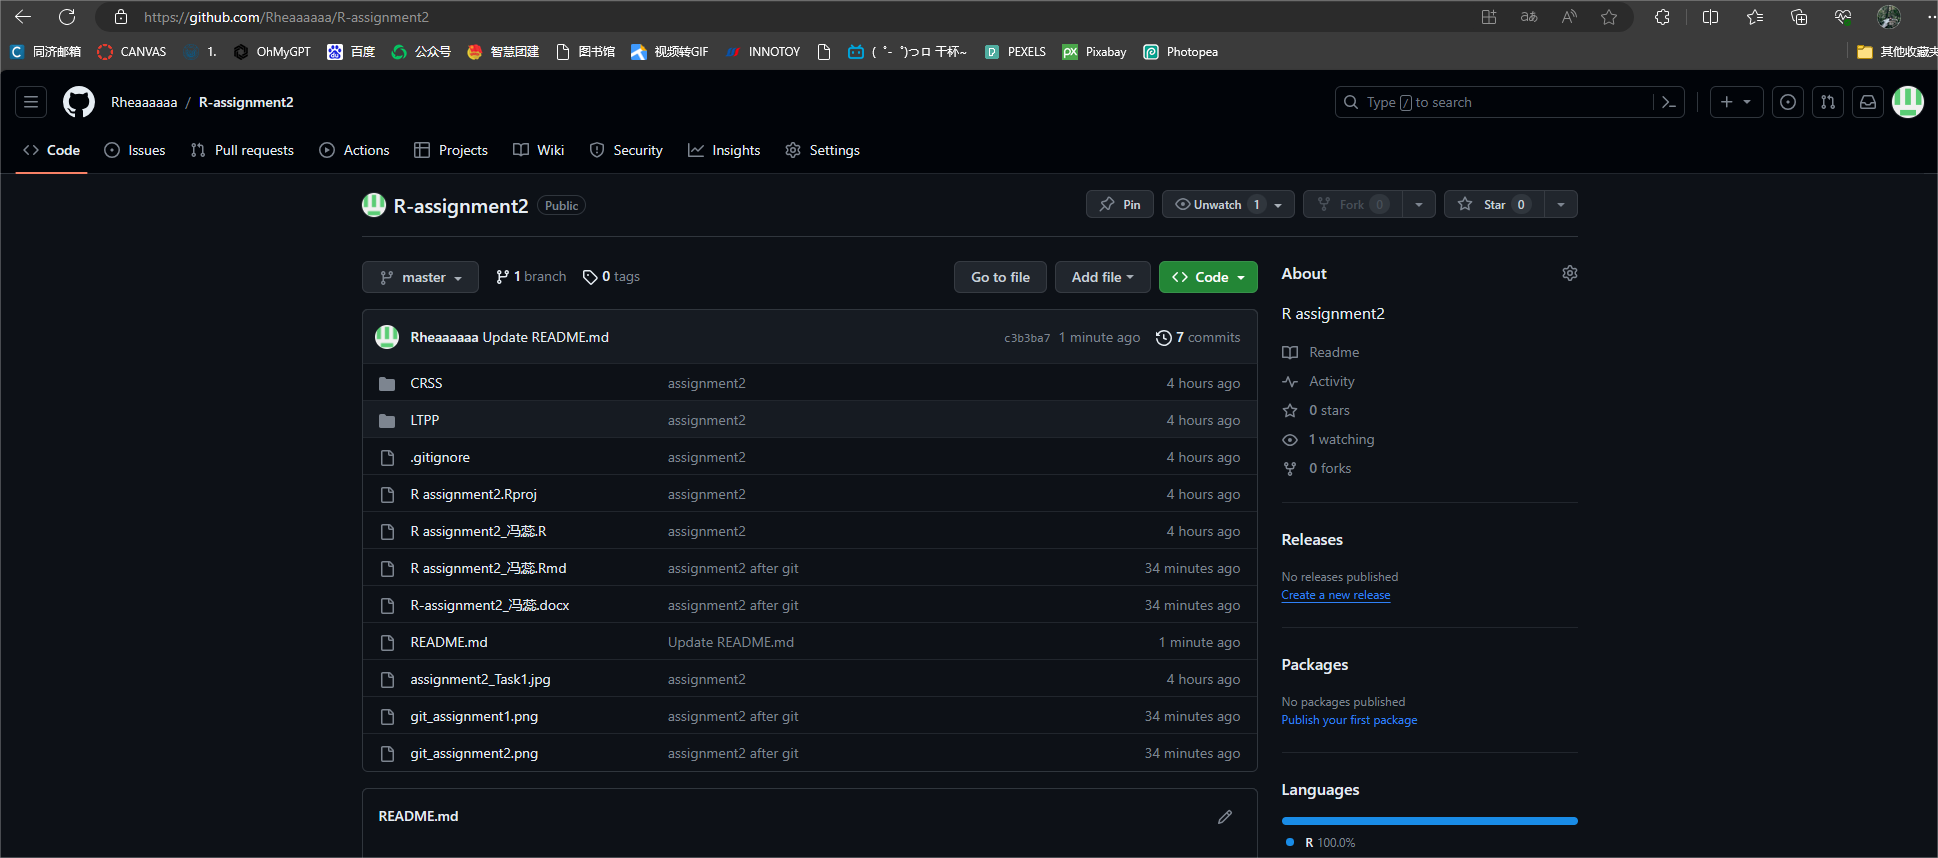 https://github.com/Rheaaaaaa/R-assignment2
同济邮箱 CANVAS 1. OhMyGPT 百度 公众号 智慧团建 图书馆 视频转GIF INNOTOY ( ゜- ゜)つロ 干杯~ PEXELS Pixabay Photopea 其他收藏夹
Rheaaaaaa / R-assignment2 Type / to search
Code Issues Pull requests Actions Projects Wiki Security Insights Settings
R-assignment2 Public Pin Unwatch 1 Fork 0 Star 0
master 1 branch 0 tags Go to file Add file Code
Rheaaaaaa Update README.md c3b3ba7 1 minute ago 7 commits
CRSS assignment2 4 hours ago
LTPP assignment2 4 hours ago
.gitignore assignment2 4 hours ago
R assignment2.Rproj assignment2 4 hours ago
R assignment2_冯蕊.R assignment2 4 hours ago
R assignment2_冯蕊.Rmd assignment2 after git 34 minutes ago
R-assignment2_冯蕊.docx assignment2 after git 34 minutes ago
README.md Update README.md 1 minute ago
assignment2_Task1.jpg assignment2 4 hours ago
git_assignment1.png assignment2 after git 34 minutes ago
git_assignment2.png assignment2 after git 34 minutes ago
README.md
About
R assignment2
Readme
Activity
0 stars
1 watching
0 forks
Releases
No releases published
Create a new release
Packages
No packages published
Publish your first package
Languages
R 100.0%